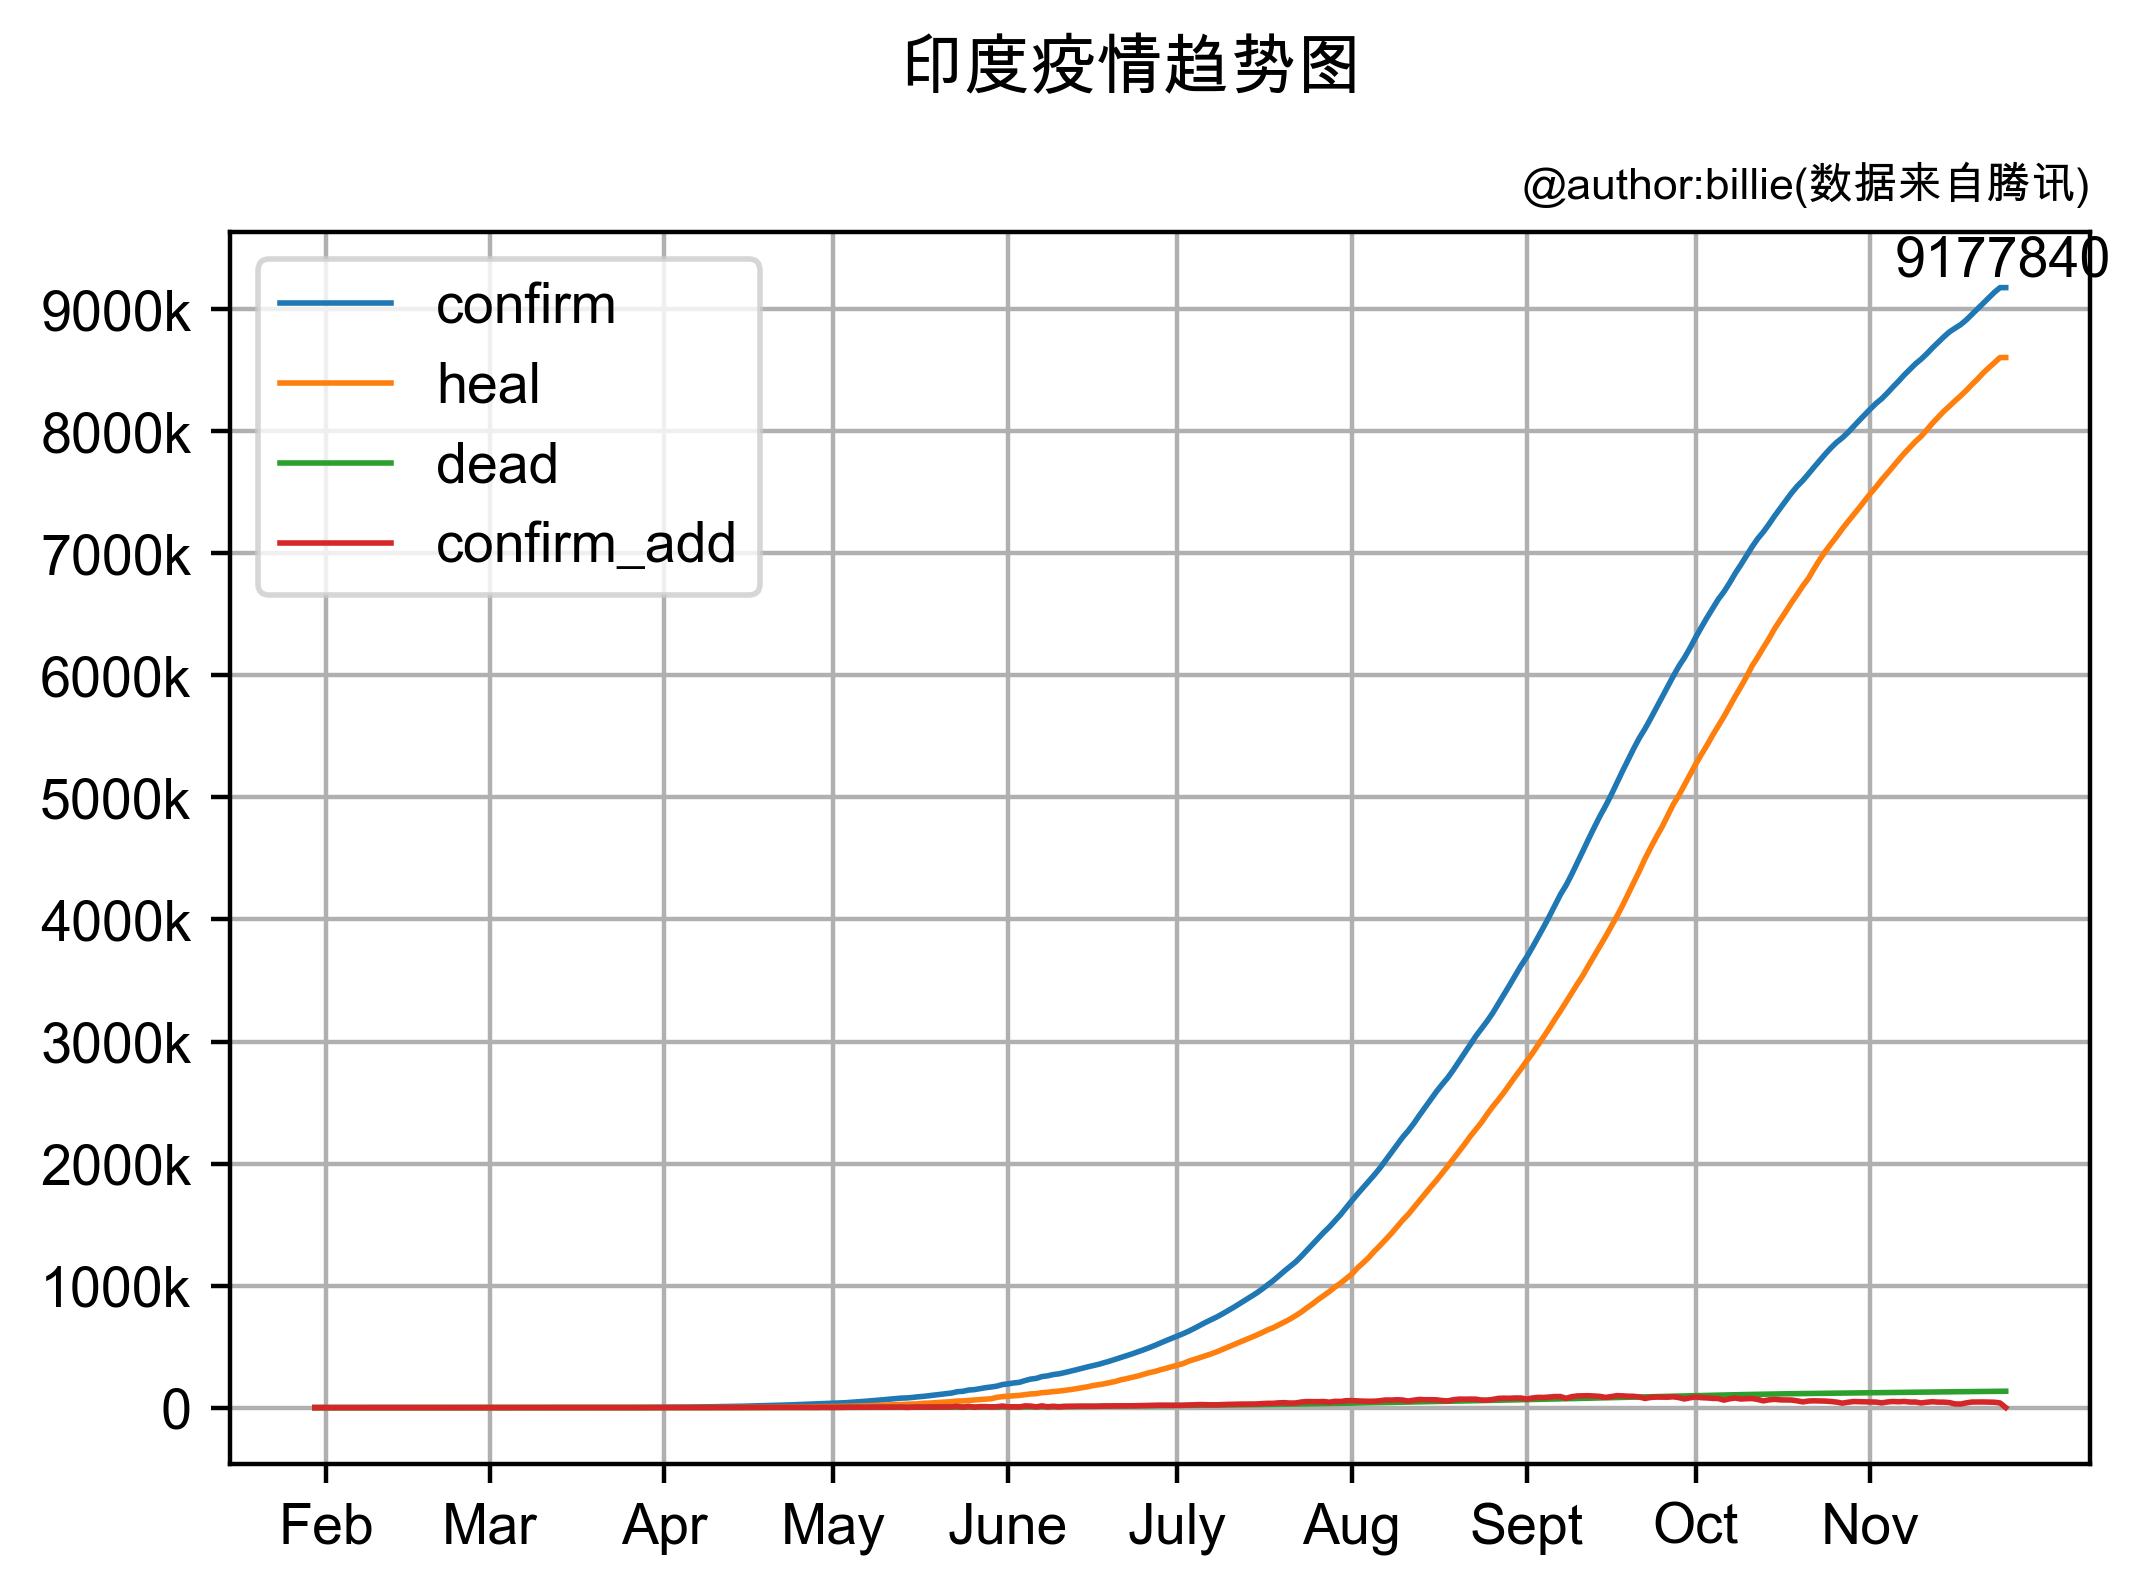 印度疫情趋势图
@author:billie(数据来自腾讯)
9177840
confirm
heal
dead
confirm_add
9000k
8000k
7000k
6000k
5000k
4000k
3000k
2000k
1000k
0
Feb Mar Apr May June July Aug Sept Oct Nov